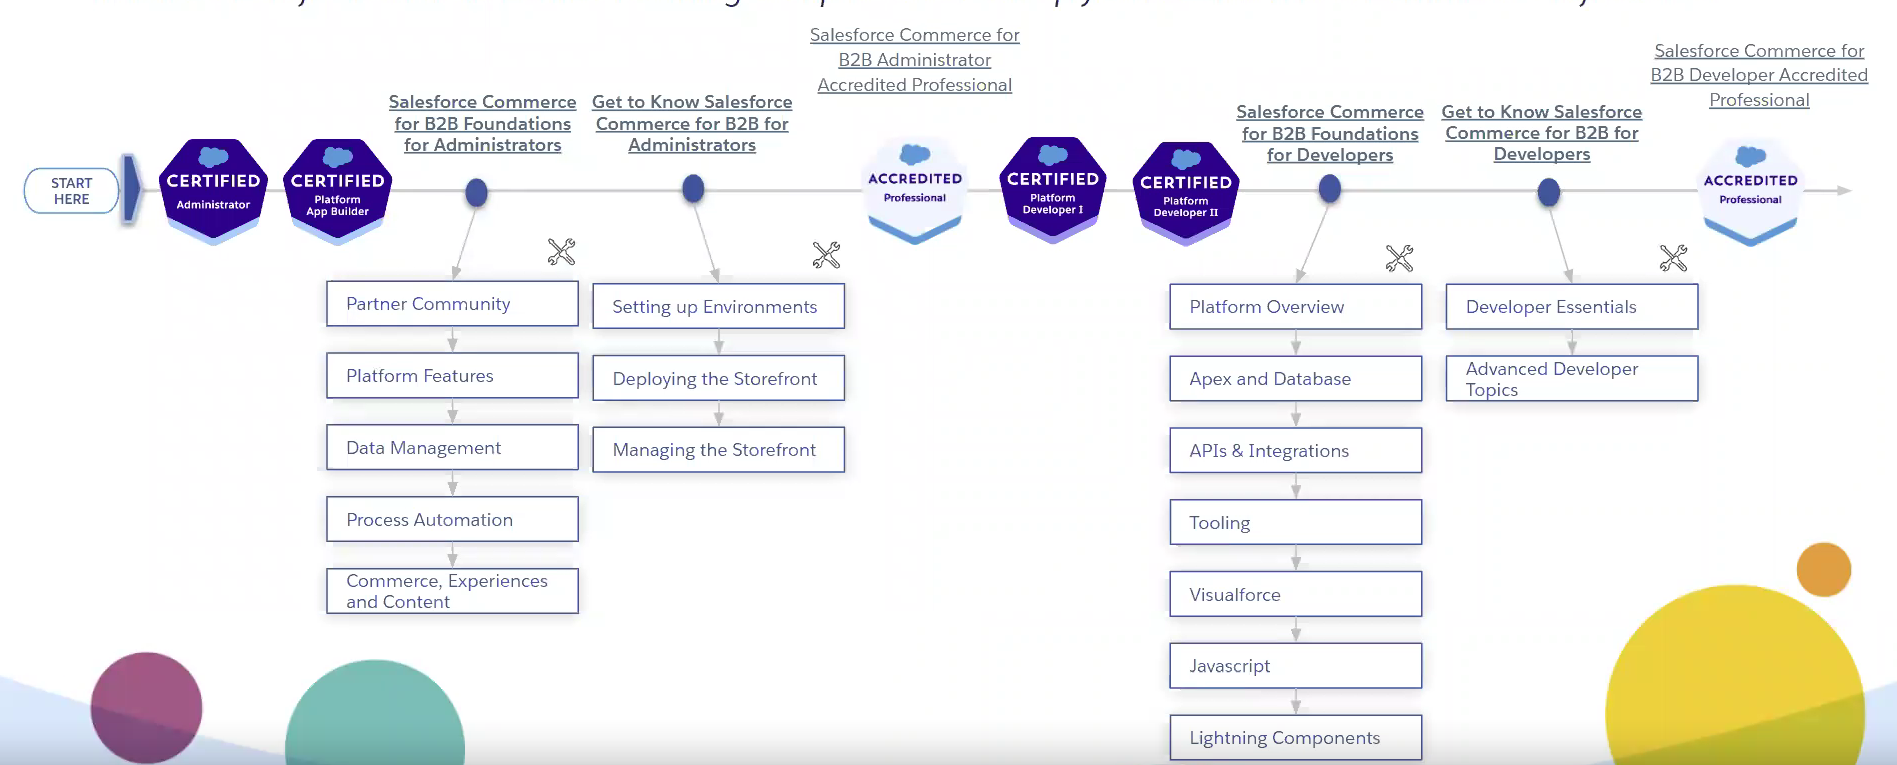 Salesforce Commerce for
B2B Administrator
Accredited Professional
Salesforce Commerce for
B2B Developer Accredited
Professional
Salesforce Commerce
for B2B Foundations
for Administrators
Get to Know Salesforce
Commerce for B2B for
Administrators
Salesforce Commerce
for B2B Foundations
for Developers
Get to Know Salesforce
Commerce for B2B for
Developers
START
HERE
CERTIFIED
Administrator
CERTIFIED
Platform
App Builder
ACCREDITED
Professional
CERTIFIED
Platform
Developer I
CERTIFIED
Platform
Developer II
ACCREDITED
Professional
Partner Community
Platform Features
Data Management
Process Automation
Commerce, Experiences
and Content
Setting up Environments
Deploying the Storefront
Managing the Storefront
Platform Overview
Apex and Database
APIs & Integrations
Tooling
Visualforce
Javascript
Lightning Components
Developer Essentials
Advanced Developer
Topics